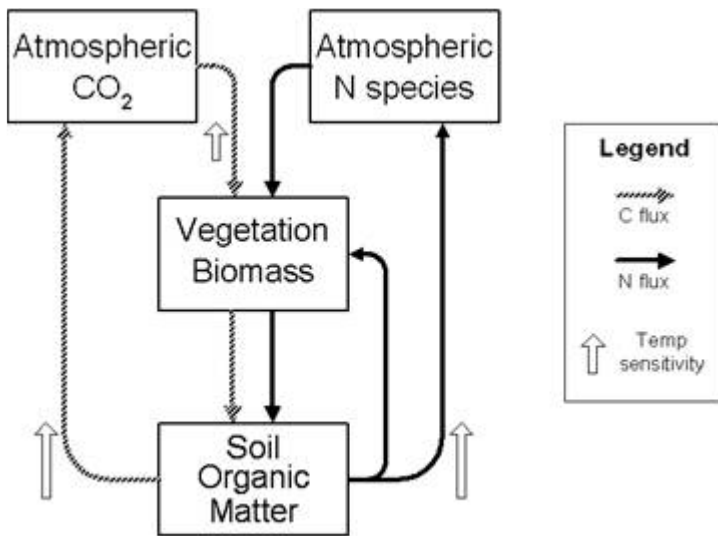 Atmospheric
CO₂
Atmospheric
N species
Vegetation
Biomass
Soil
Organic
Matter
Legend
C flux
N flux
Temp
sensitivity